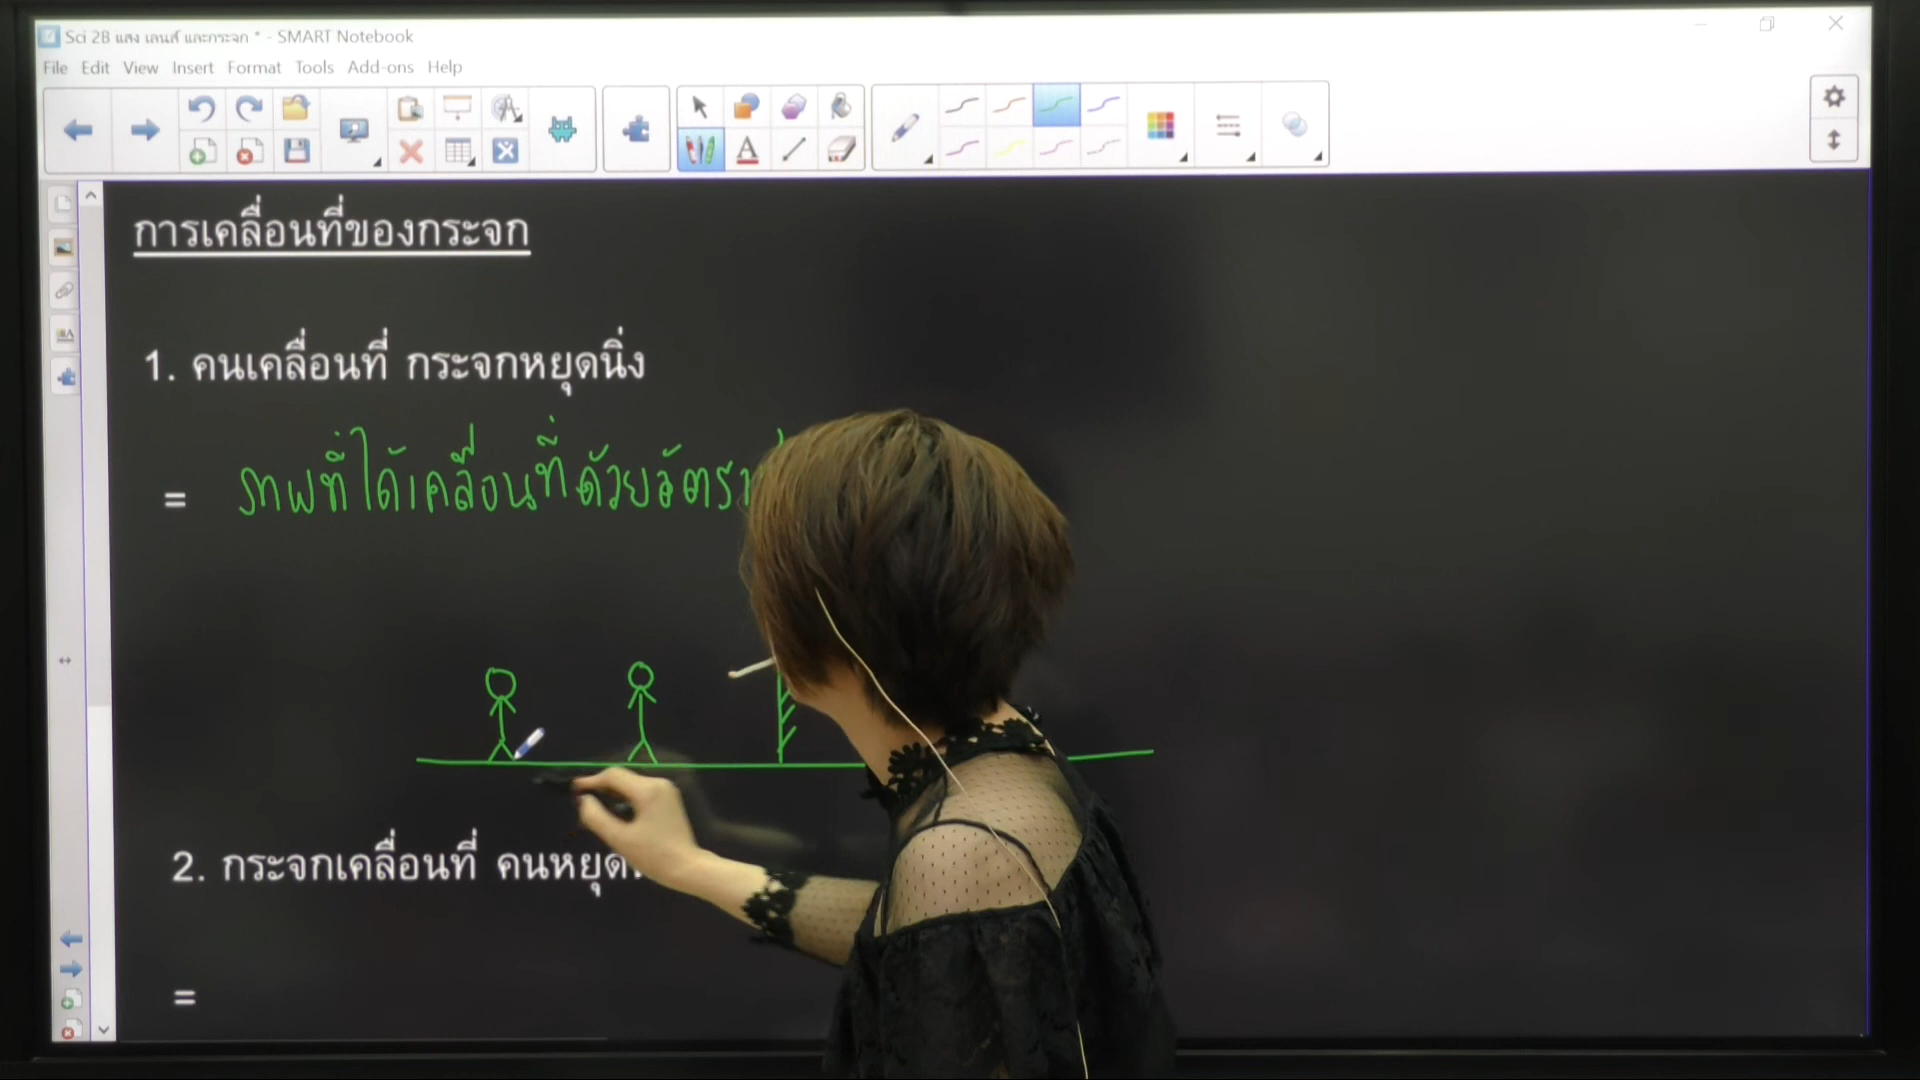 Sci 2B แสง เลนส์ และกระจก * - SMART Notebook
File Edit View Insert Format Tools Add-ons Help
การเคลื่อนที่ของกระจก
1. คนเคลื่อนที่ กระจกหยุดนิ่ง
= ภาพที่ได้เคลื่อนที่ด้วยอัตรา
2. กระจกเคลื่อนที่ คนหยุด
=